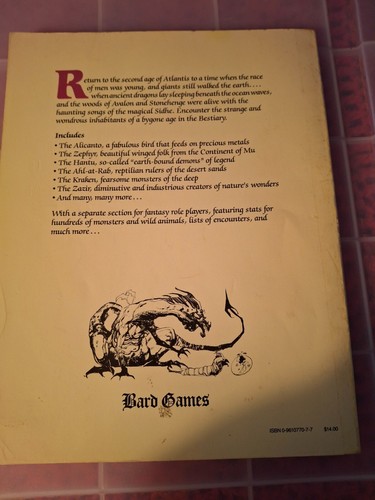 Return to the second age of Atlantis to a time when the race
of men was young, and giants still walked the earth....
when ancient dragons lay sleeping beneath the ocean waves,
and the woods of Avalon and Stonehenge were alive with the
haunting songs of the magical Sidhe. Encounter the strange and
wondrous inhabitants of a bygone age in the Bestiary.
Includes
• The Alicanto, a fabulous bird that feeds on precious metals
• The Zephyr, beautiful winged folk from the Continent of Mu
• The Hantu, so-called "earth-bound demons" of legend
• The Ahl-at-Rab, reptilian rulers of the desert sands
• The Kraken, fearsome monsters of the deep
• The Zazir, diminutive and industrious creators of nature's wonders
• And many, many more...
With a separate section for fantasy role players, featuring stats for
hundreds of monsters and wild animals, lists of encounters, and
much more...
Bard Games
ISBN 0-9610770-7-7 $14.00